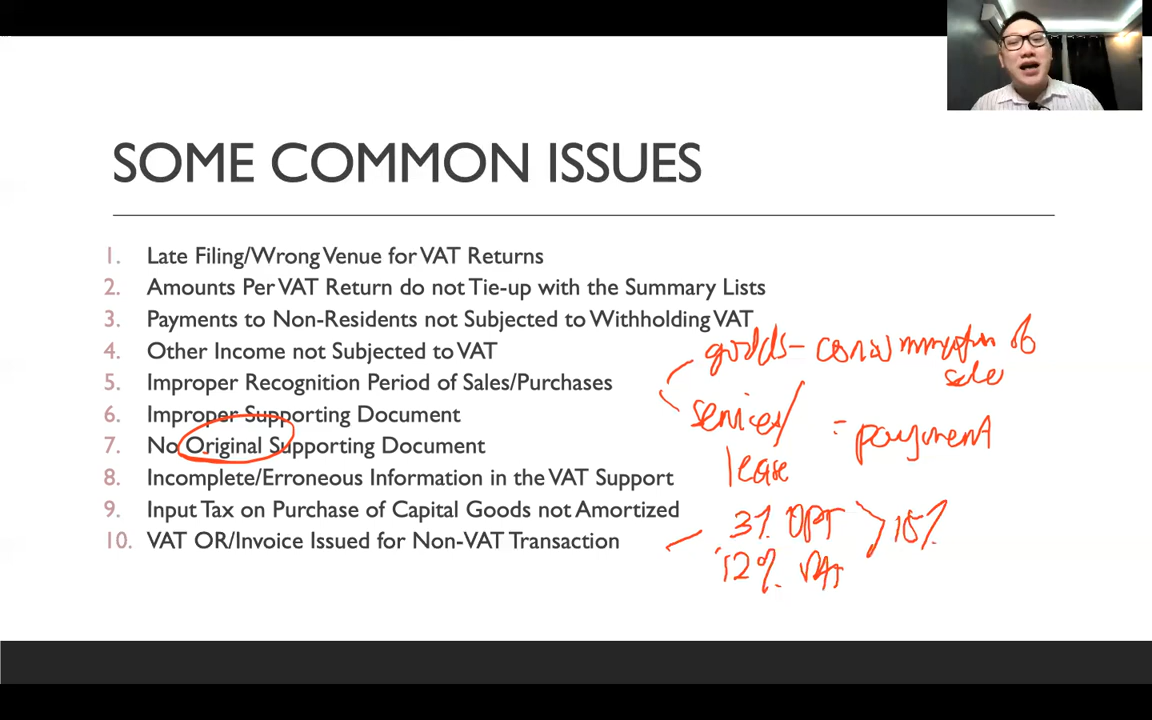 SOME COMMON ISSUES
1. Late Filing/Wrong Venue for VAT Returns
2. Amounts Per VAT Return do not Tie-up with the Summary Lists
3. Payments to Non-Residents not Subjected to Withholding VAT
4. Other Income not Subjected to VAT
5. Improper Recognition Period of Sales/Purchases
6. Improper Supporting Document
7. No Original Supporting Document
8. Incomplete/Erroneous Information in the VAT Support
9. Input Tax on Purchase of Capital Goods not Amortized
10. VAT OR/Invoice Issued for Non-VAT Transaction
goods - consummation of
sale
services/
lease
= payment
3% OPT
12% VAT
> 15%